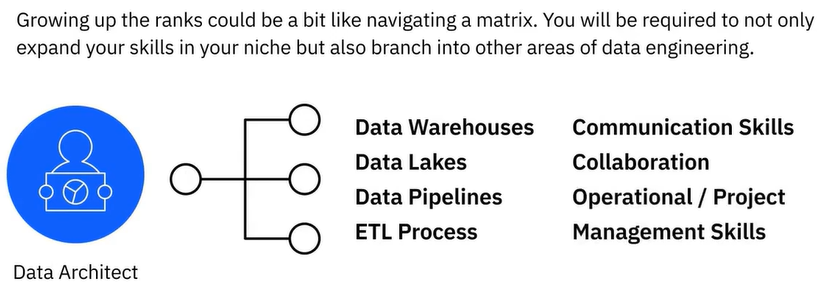 Growing up the ranks could be a bit like navigating a matrix. You will be required to not only
expand your skills in your niche but also branch into other areas of data engineering.
Data Warehouses
Data Lakes
Data Pipelines
ETL Process
Communication Skills
Collaboration
Operational / Project
Management Skills
Data Architect